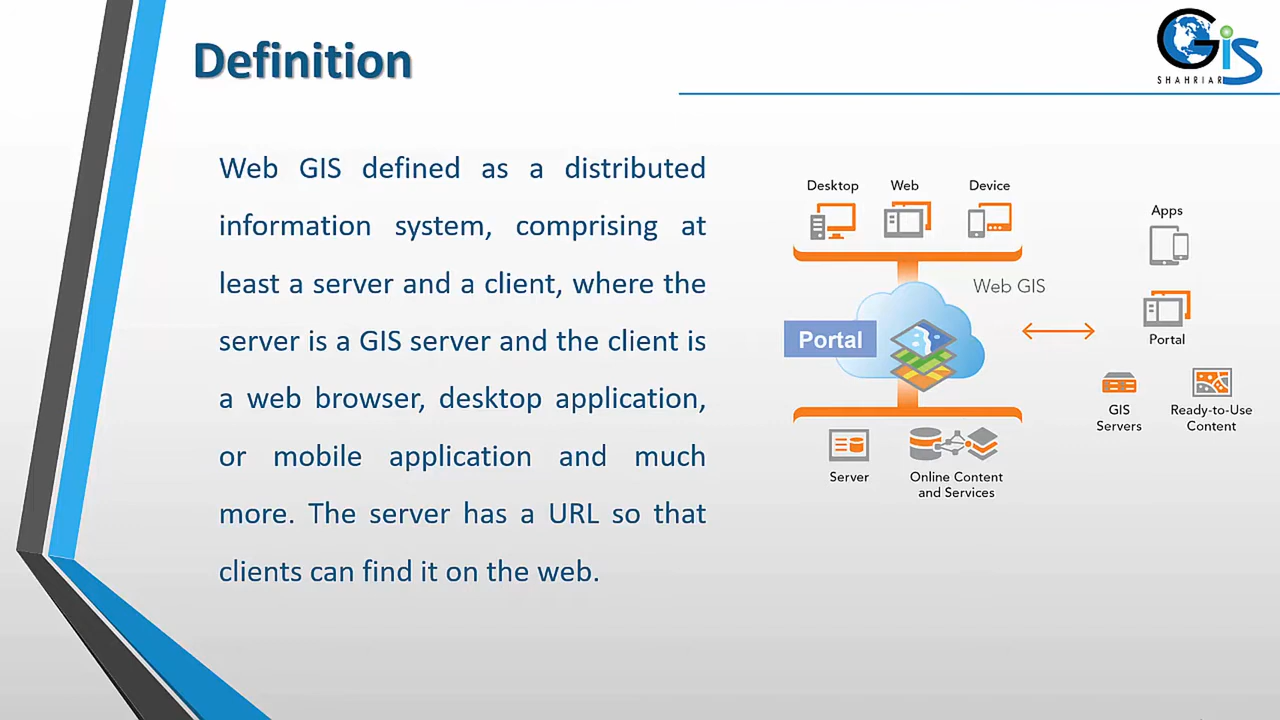 Definition
GiS
SHAHRIAR
Web GIS defined as a distributed
information system, comprising at
least a server and a client, where the
server is a GIS server and the client is
a web browser, desktop application,
or mobile application and much
more. The server has a URL so that
clients can find it on the web.
Desktop
Web
Device
Web GIS
Portal
Server
Online Content
and Services
Apps
Portal
GIS
Servers
Ready-to-Use
Content